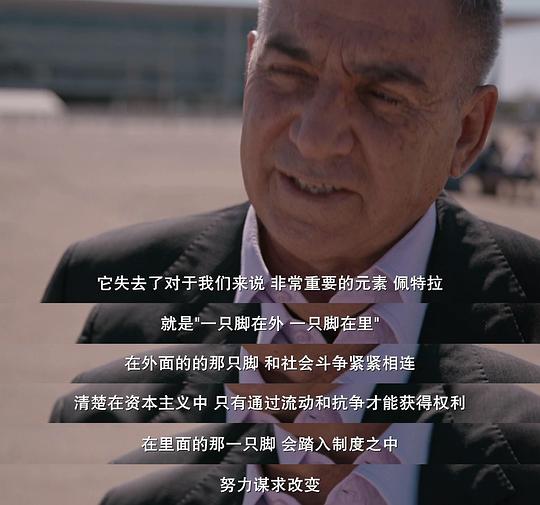 它失去了对于我们来说 非常重要的元素 佩特拉
就是"一只脚在外 一只脚在里"
在外面的的那只脚 和社会斗争紧紧相连
清楚在资本主义中 只有通过流动和抗争才能获得权利
在里面的那一只脚 会踏入制度之中
努力谋求改变